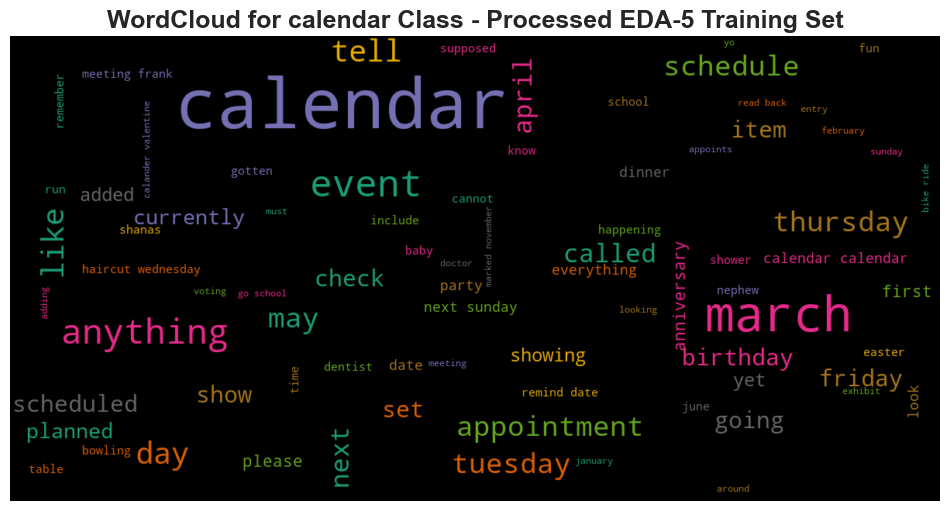 WordCloud for calendar Class - Processed EDA-5 Training Set
tell
supposed
yo
fun
meeting frank
remember
calendar
april
schedule
school
read back
entry
item
february
calander valentine
know
appoints
sunday
gotten
event
dinner
bike ride
run
added
currently
must
cannot
include
marked november
happening
thursday
like
shanas
called
baby
doctor
everything
anniversary
shower
calendar calendar
haircut wednesday
check
party
nephew
first
adding
voting
go school
next sunday
looking
march
anything
may
showing
birthday
easter
dentist
date
meeting
time
show
remind date
yet
friday
exhibit
look
scheduled
set
june
going
planned
next
appointment
bowling
day
please
tuesday
january
table
around